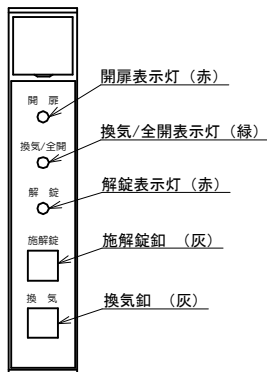 開扉表示灯（赤）
開　扉
換気/全開表示灯（緑）
換気/全開
解錠表示灯（赤）
解　錠
施解錠釦　（灰）
施解錠
換気釦　（灰）
換　気